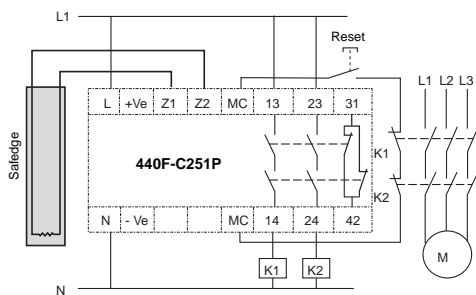 L1
Reset
L1 L2 L3
L +Ve Z1 Z2 MC 13 23 31
Safedge
440F-C251P
K1
K2
N - Ve MC 14 24 42
K1 K2
M
N